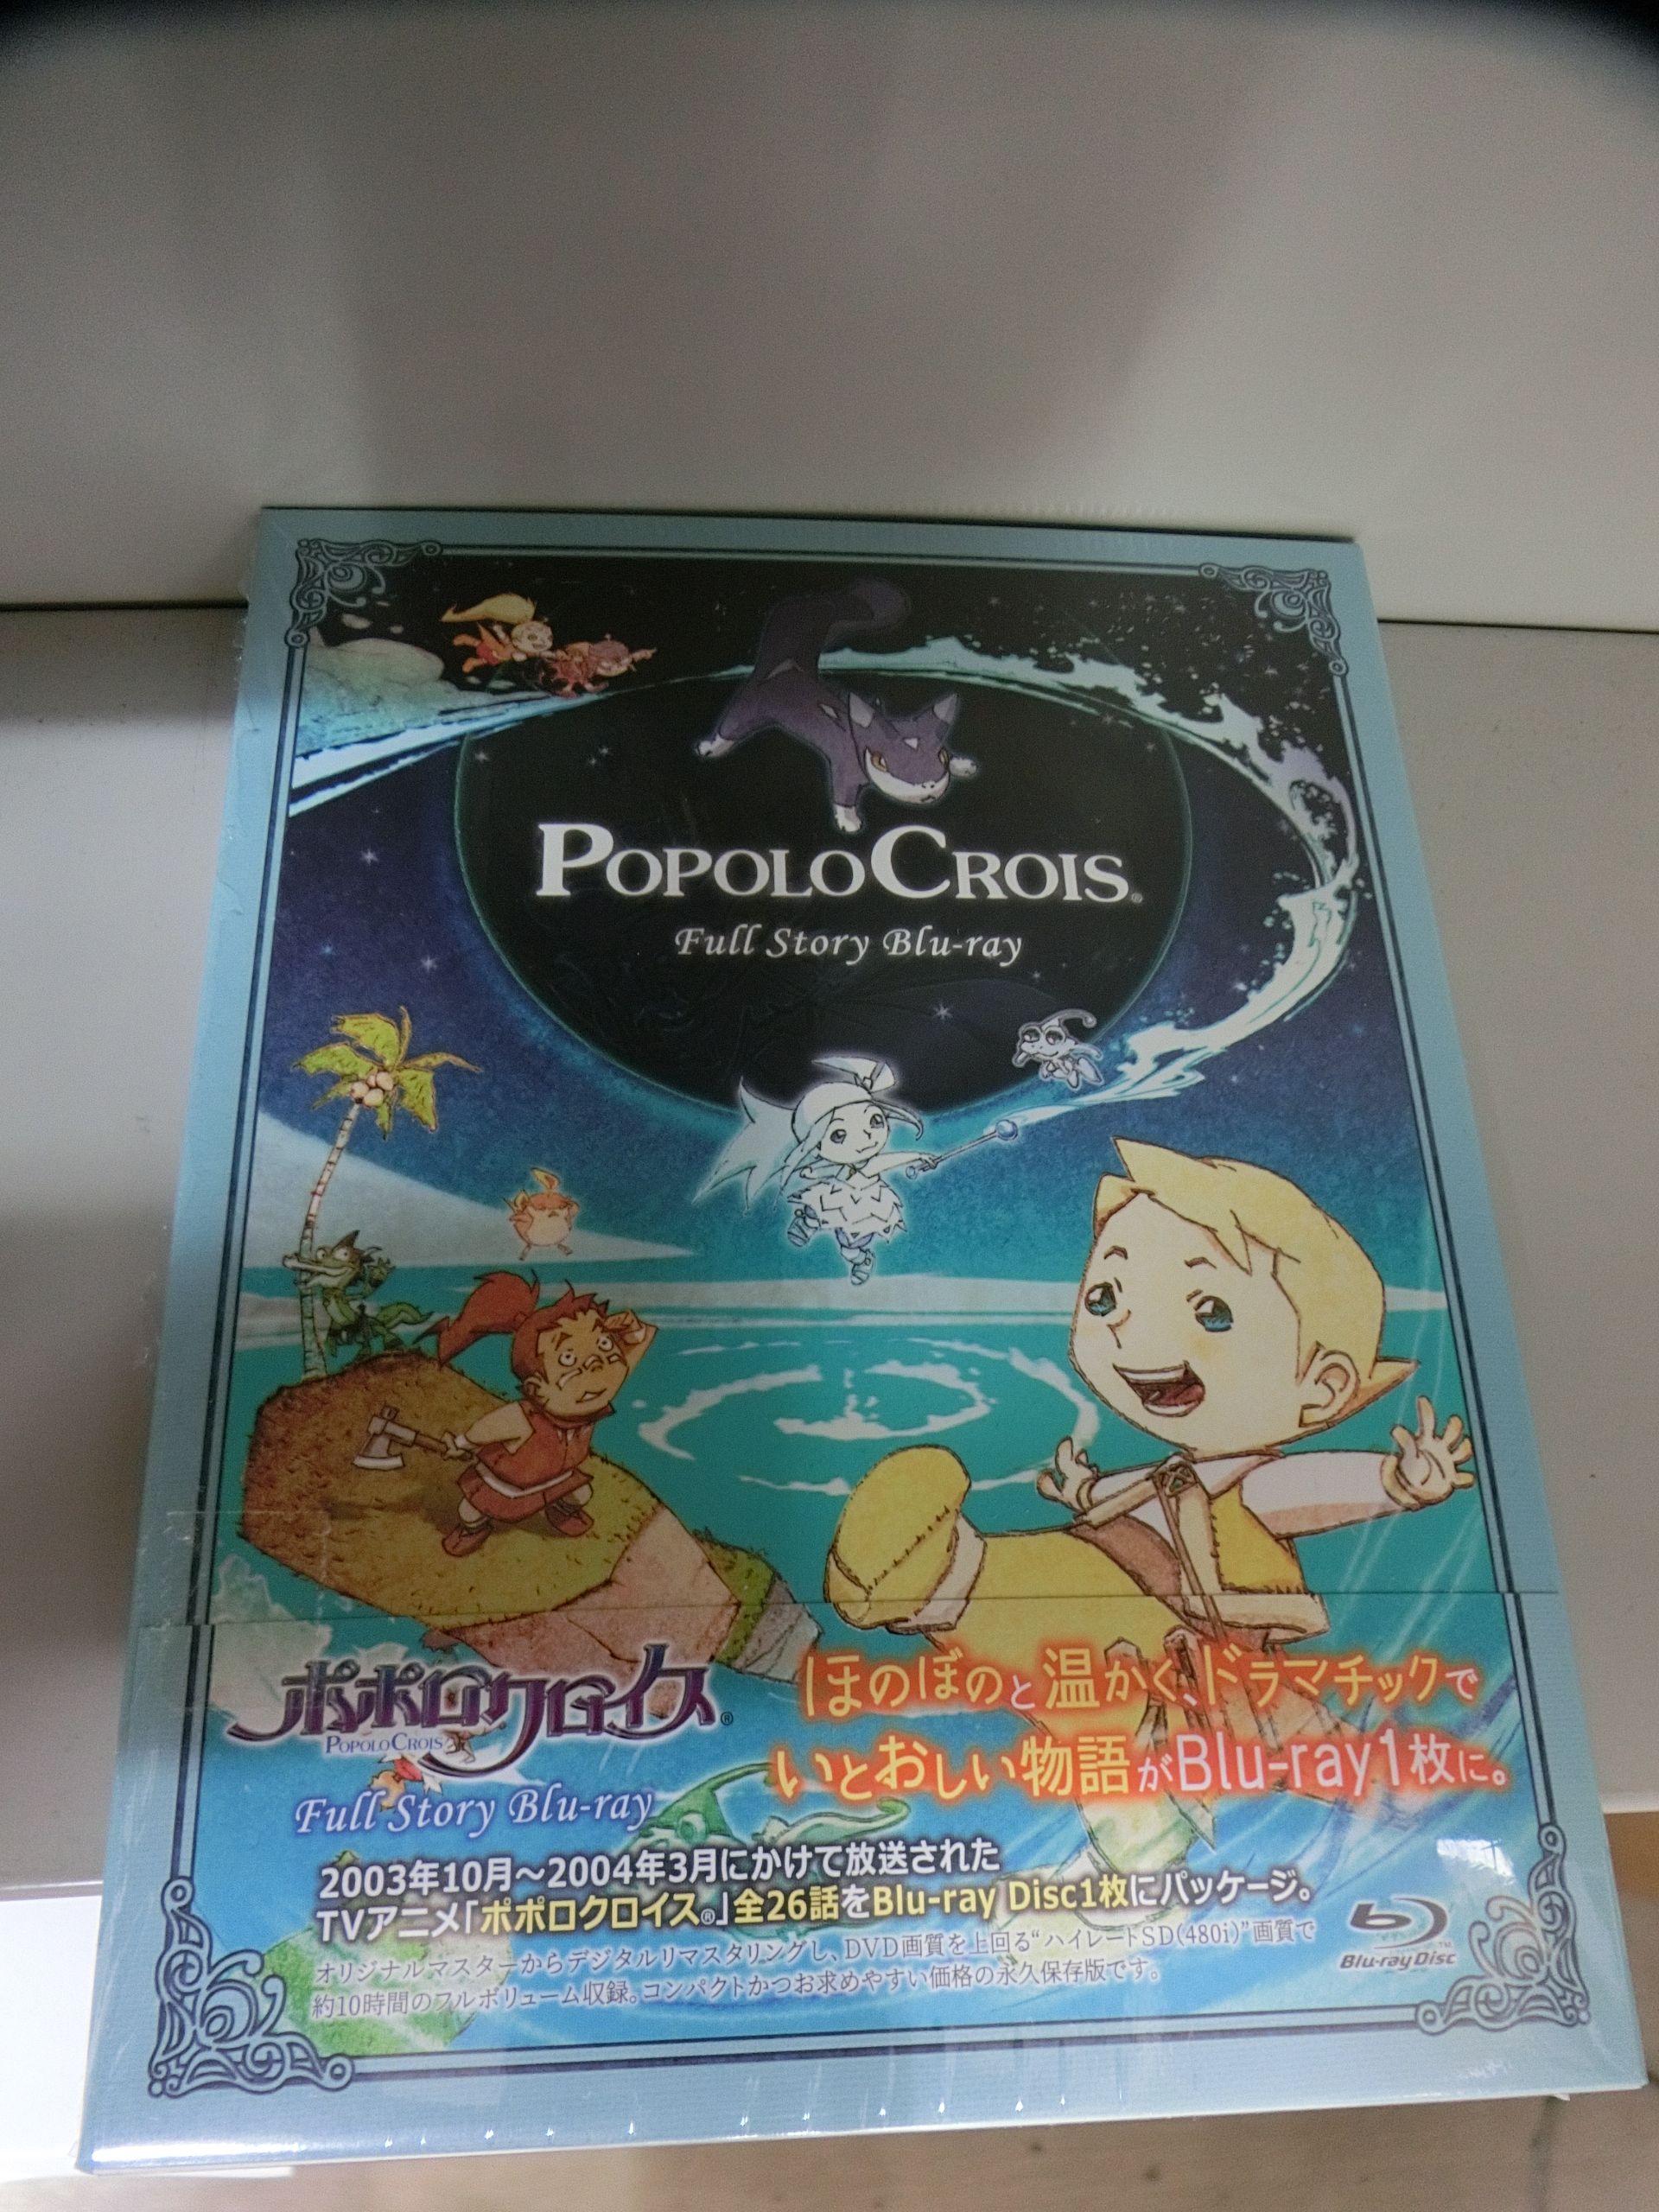 POPOLOCROIS®
Full Story Blu-ray
ポポロクロイス®
POPOLOCROIS
Full Story Blu-ray
ほのぼのと温かく、ドラマチックで
いとおしい物語がBlu-ray1枚に。
2003年10月～2004年3月にかけて放送された
TVアニメ「ポポロクロイス®」全26話をBlu-ray Disc1枚にパッケージ。
オリジナルマスターからデジタルリマスタリングし、DVD画質を上回る“ハイレートSD(480i)”画質で
約10時間のフルボリューム収録。コンパクトかつお求めやすい価格の永久保存版です。
Blu-ray Disc™